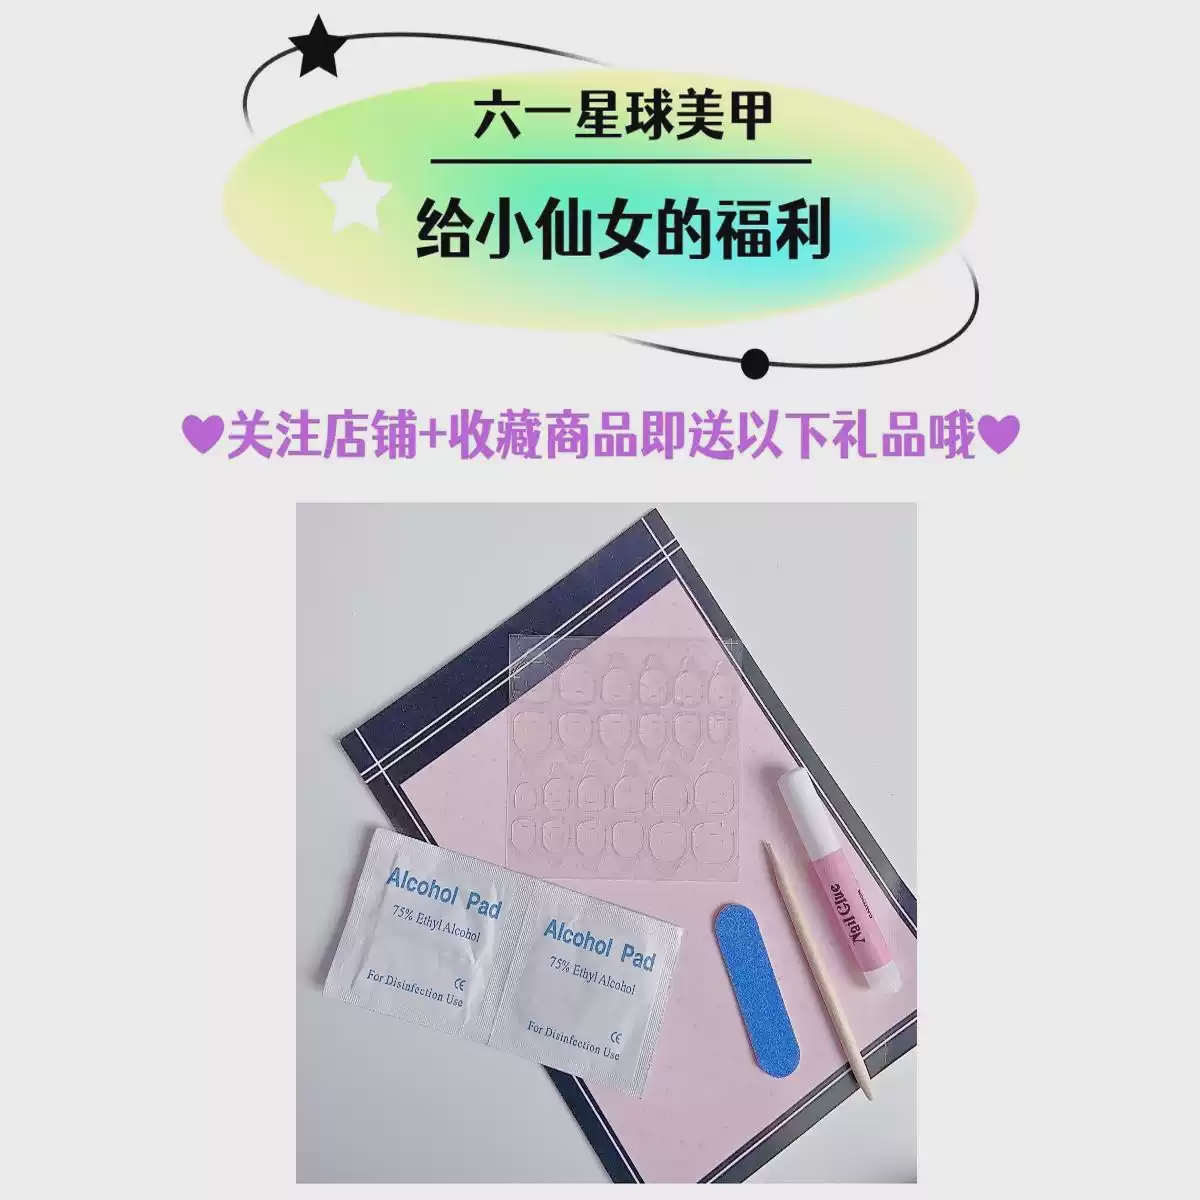 六一星球美甲
给小仙女的福利
关注店铺+收藏商品即送以下礼品哦
Alcohol Pad
75% Ethyl Alcohol
CE
For Disinfection Use
Alcohol Pad
75% Ethyl Alcohol
CE
For Disinfection Use
Nail Glue
CAUTION